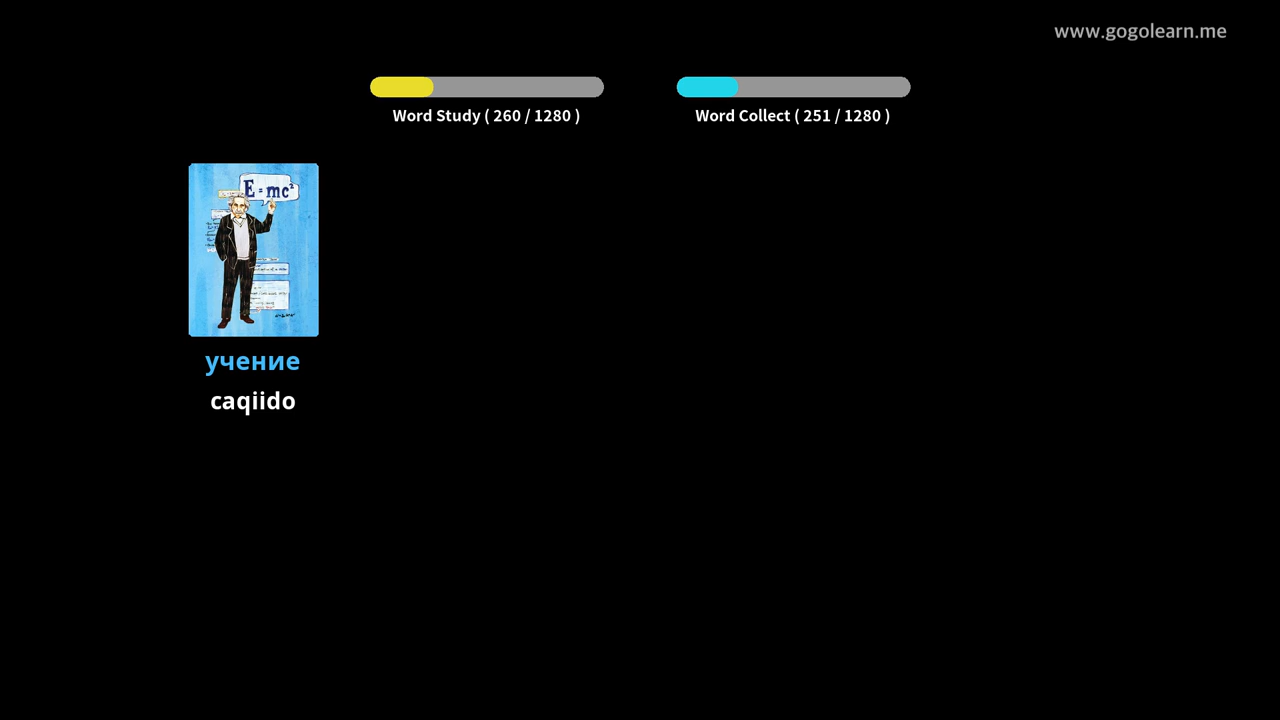 www.gogolearn.me
Word Study ( 260 / 1280 )
Word Collect ( 251 / 1280 )
E = mc²
учение
caqiido